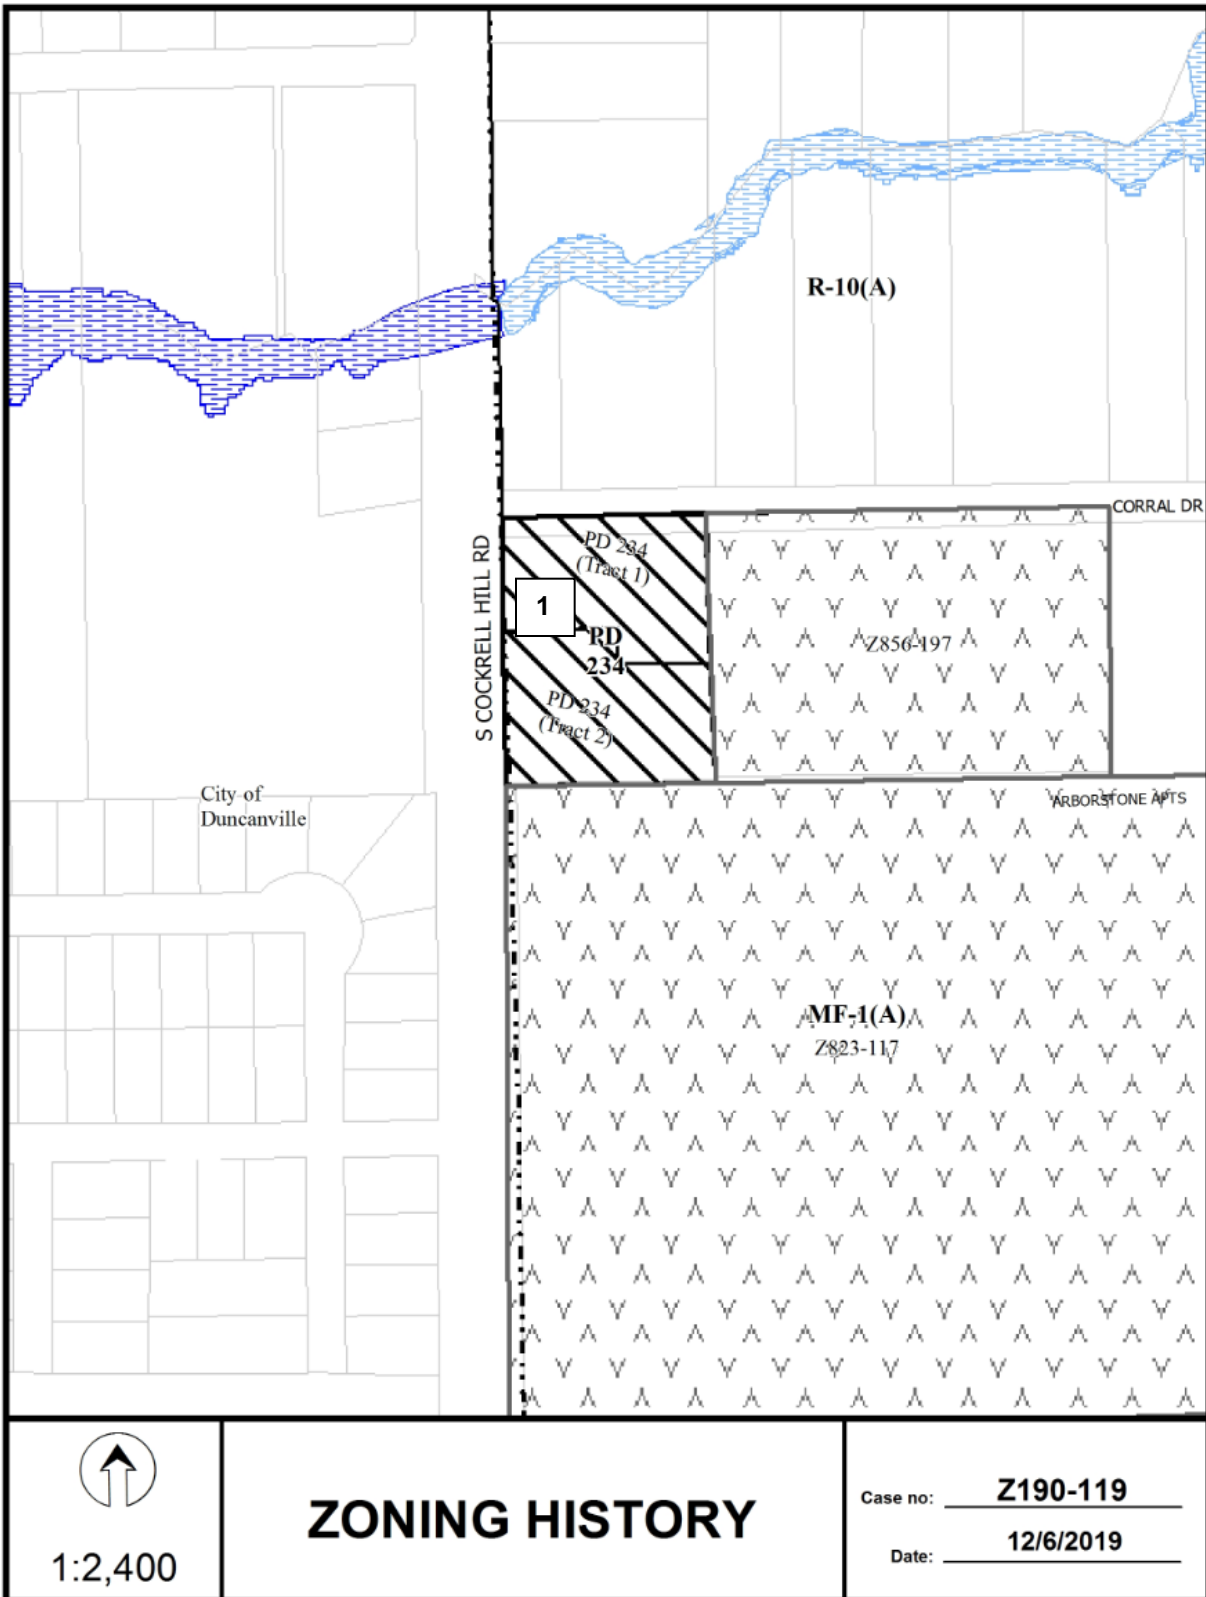 R-10(A)
CORRAL DR
PD 234
(Tract 1)
S COCKRELL HILL RD
1
PD
234
Z856-197
PD 234
(Tract 2)
City of
Duncanville
ARBORSTONE APTS
MF-1(A)
Z823-117
1:2,400
ZONING HISTORY
Case no: Z190-119
Date: 12/6/2019